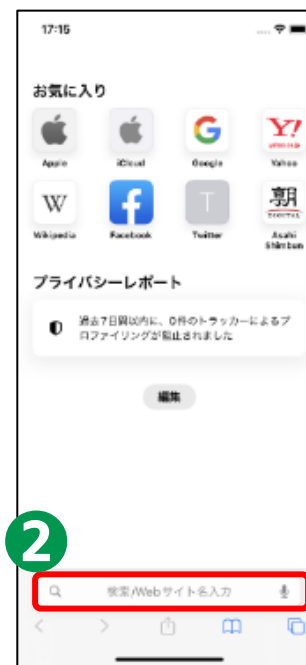 17:15
お気に入り
Apple iCloud Google Yahoo
W T 朝
Wikipedia Facebook Twitter Asahi Shimbun
プライバシーレポート
過去7日間以内に、0件のトラッカーによるプ
ロファイリングが阻止されました
編集
2
検索/Webサイト名入力